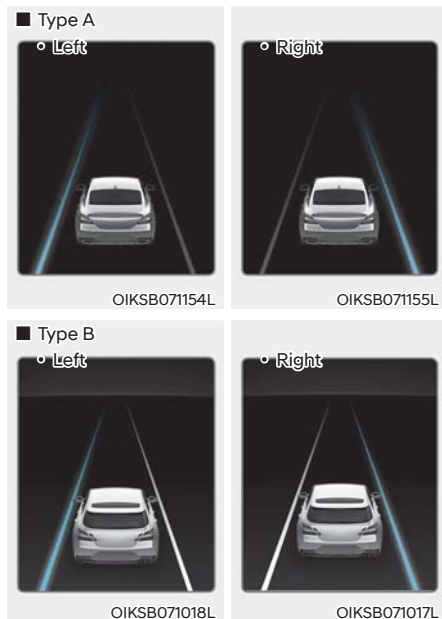 ■ Type A
• Left
• Right
OIKSB071154L
OIKSB071155L
■ Type B
• Left
• Right
OIKSB071018L
OIKSB071017L